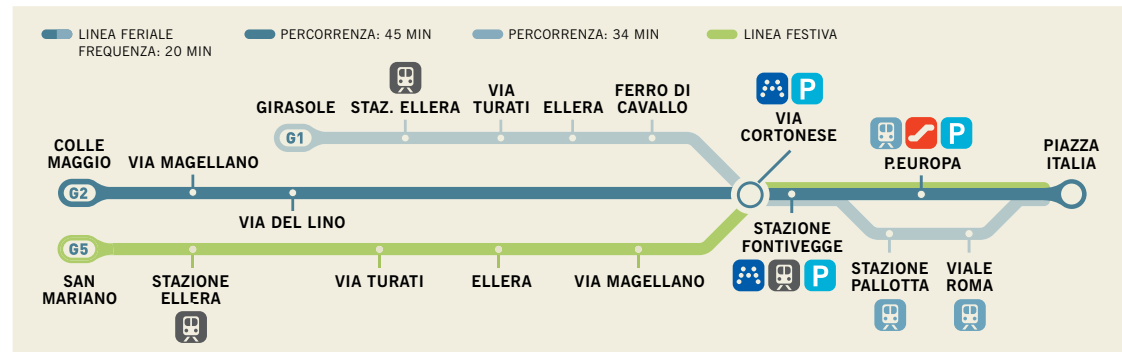 LINEA FERIALE
FREQUENZA: 20 MIN
PERCORRENZA: 45 MIN
PERCORRENZA: 34 MIN
LINEA FESTIVA
GIRASOLE
G1
STAZ. ELLERA
VIA
TURATI
ELLERA
FERRO DI
CAVALLO
P
VIA
CORTONESE
P
P.EUROPA
PIAZZA
ITALIA
COLLE
MAGGIO
G2
VIA MAGELLANO
VIA DEL LINO
STAZIONE
FONTIVEGGE
P
G5
SAN
MARIANO
STAZIONE
ELLERA
VIA TURATI
ELLERA
VIA MAGELLANO
STAZIONE
PALLOTTA
VIALE
ROMA